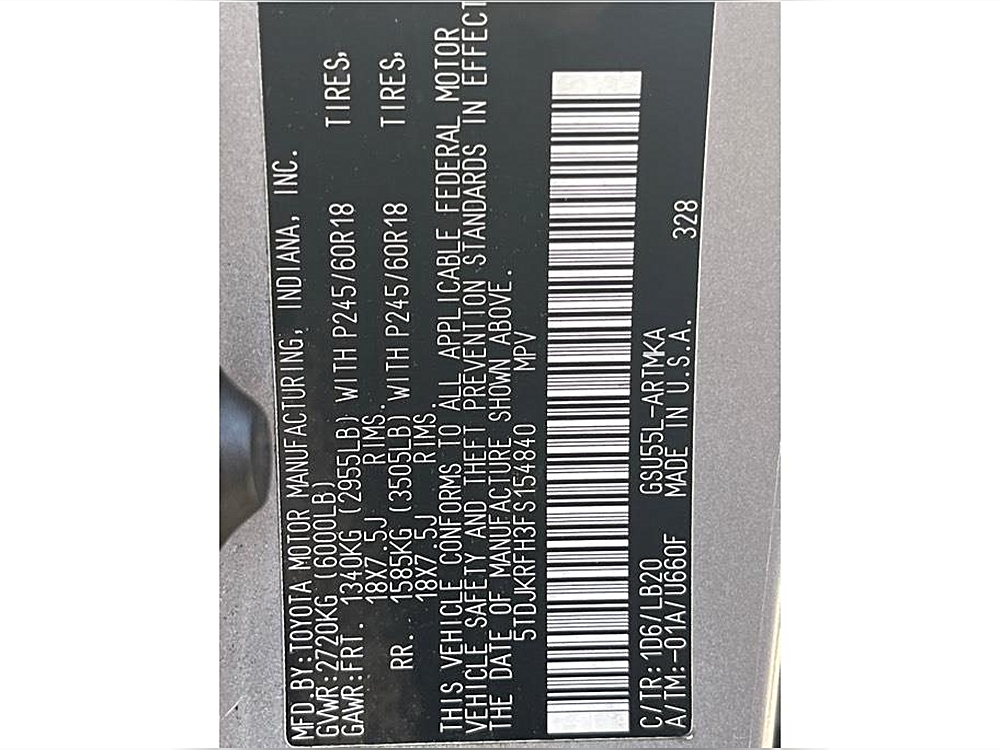 MFD.BY:TOYOTA MOTOR MANUFACTURING, INDIANA, INC.
GVWR:2720KG (6000LB)
GAWR:FRT. 1340KG (2955LB) WITH P245/60R18 TIRES,
18X7.5J RIMS.
RR. 1585KG (3505LB) WITH P245/60R18 TIRES,
18X7.5J RIMS.
THIS VEHICLE CONFORMS TO ALL APPLICABLE FEDERAL MOTOR
VEHICLE SAFETY AND THEFT PREVENTION STANDARDS IN EFFECT
THE DATE OF MANUFACTURE SHOWN ABOVE.
5TDJKRFH3FS154840 MPV
C/TR:1D6/LB20 GSU55L-ARTMKA
A/TM:-01A/U660F MADE IN U.S.A. 328